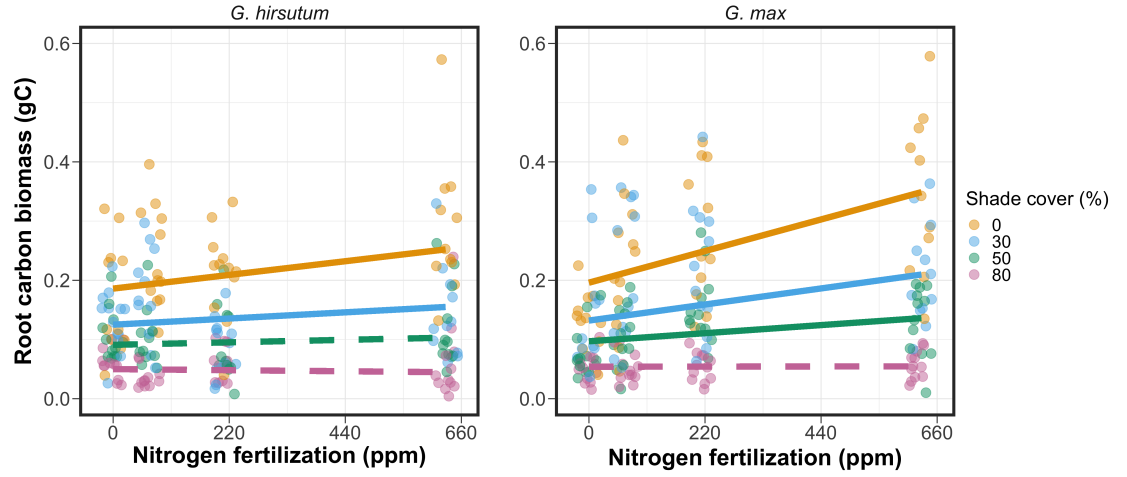 G. hirsutum
G. max
Root carbon biomass (gC)
0.6
0.4
0.2
0.0
0.6
0.4
0.2
0.0
0 220 440 660
0 220 440 660
Nitrogen fertilization (ppm)
Nitrogen fertilization (ppm)
Shade cover (%)
0
30
50
80